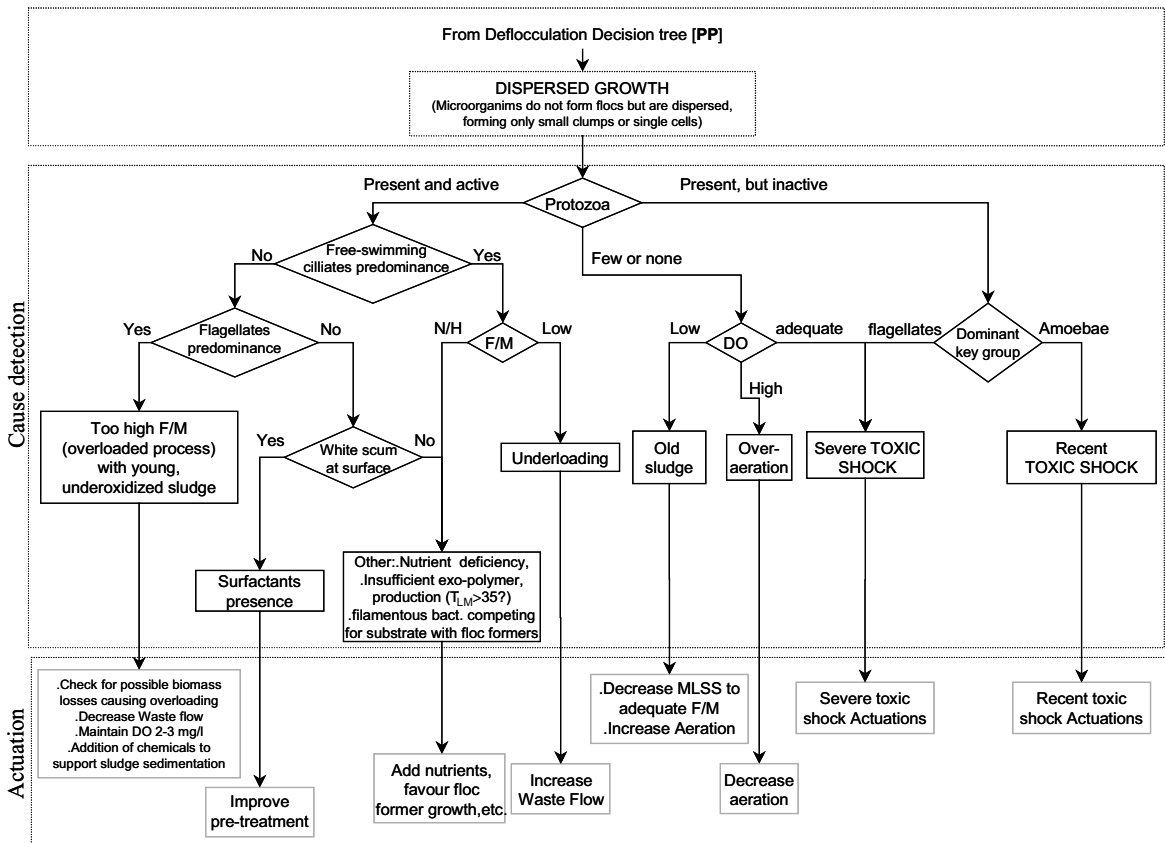 From Deflocculation Decision tree [PP]
DISPERSED GROWTH
(Microorganims do not form flocs but are dispersed,
forming only small clumps or single cells)
Cause detection
Present and active
Present, but inactive
Protozoa
No
Free-swimming
cilliates predominance
Yes
Few or none
Yes
Flagellates
predominance
No
N/H
F/M
Low
Low
DO
adequate
High
flagellates
Dominant
key group
Amoebae
Too high F/M
(overloaded process)
with young,
underoxidized sludge
Yes
White scum
at surface
No
Underloading
Old
sludge
Over-
aeration
Severe TOXIC
SHOCK
Recent
TOXIC SHOCK
Surfactants
presence
Other:.Nutrient deficiency,
.Insufficient exo-polymer,
production (TLM>35?)
.filamentous bact. competing
for substrate with floc formers
Actuation
.Check for possible biomass
losses causing overloading
.Decrease Waste flow
.Maintain DO 2-3 mg/l
.Addition of chemicals to
support sludge sedimentation
Improve
pre-treatment
Add nutrients,
favour floc
former growth,etc.
Increase
Waste Flow
.Decrease MLSS to
adequate F/M
.Increase Aeration
Decrease
aeration
Severe toxic
shock Actuations
Recent toxic
shock Actuations